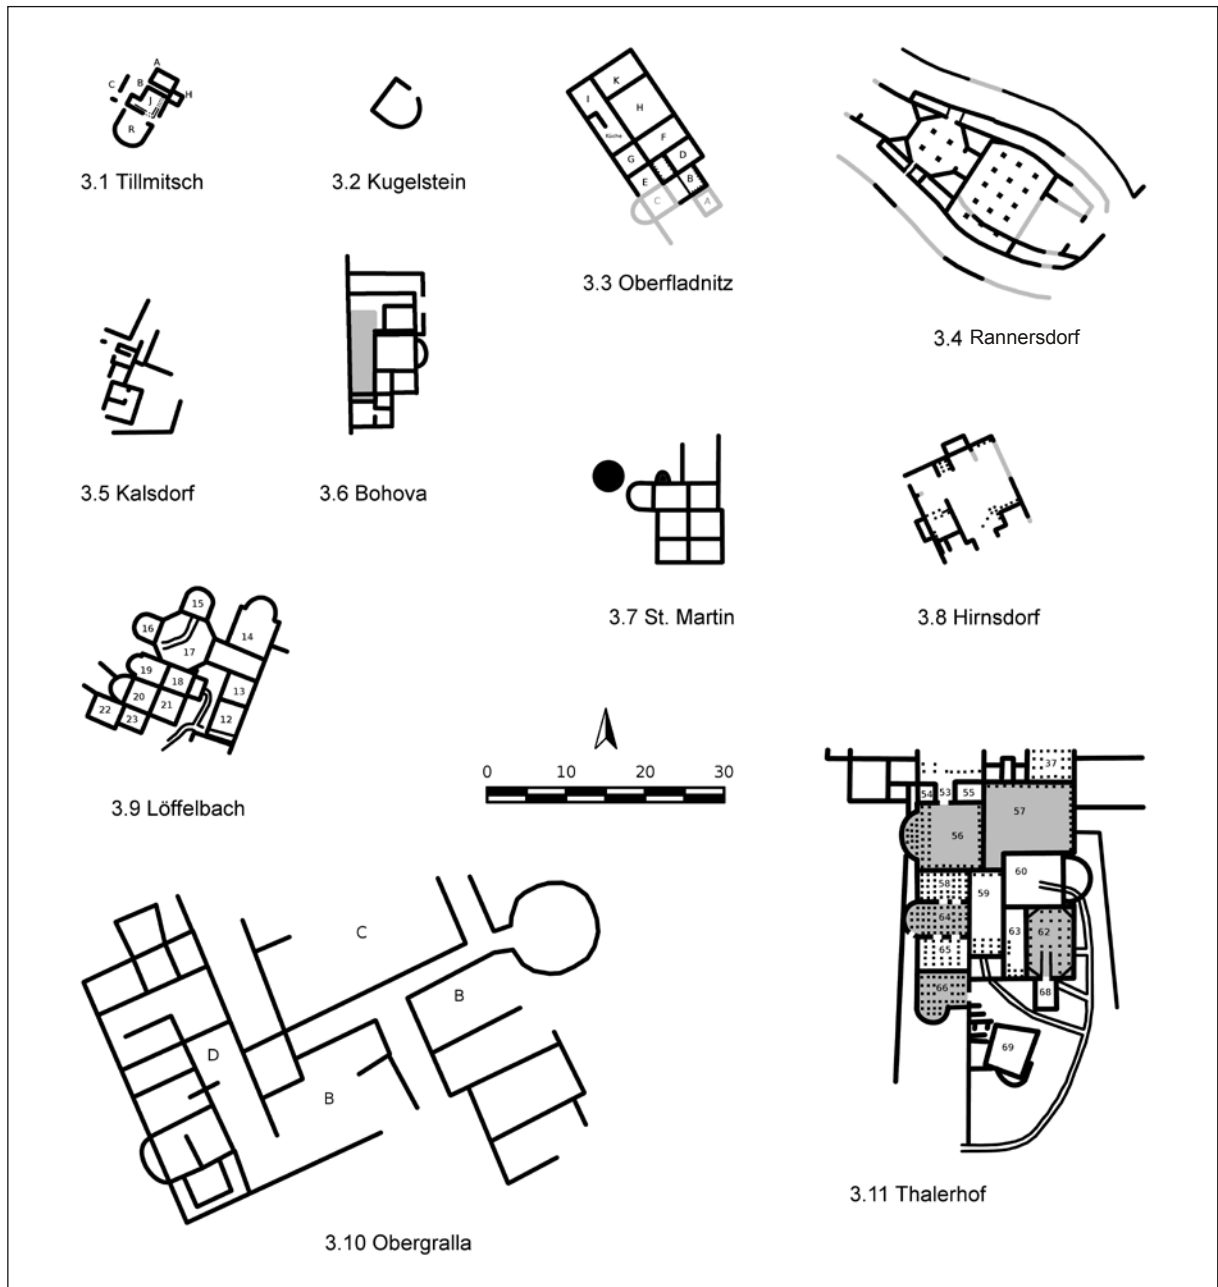 A
C
B
H
J
R
3.1 Tillmitsch
3.2 Kugelstein
K
I
H
Küche
F
G
D
E
B
C
A
3.3 Oberfladnitz
3.4 Rannersdorf
3.5 Kalsdorf
3.6 Bohova
3.7 St. Martin
3.8 Hirnsdorf
15
16
14
17
19
18
13
20
21
22
23
12
3.9 Löffelbach
0 10 20 30
37
54 53 55
57
56
58
59
60
64
63
62
65
66
68
69
3.11 Thalerhof
C
B
D
B
3.10 Obergralla